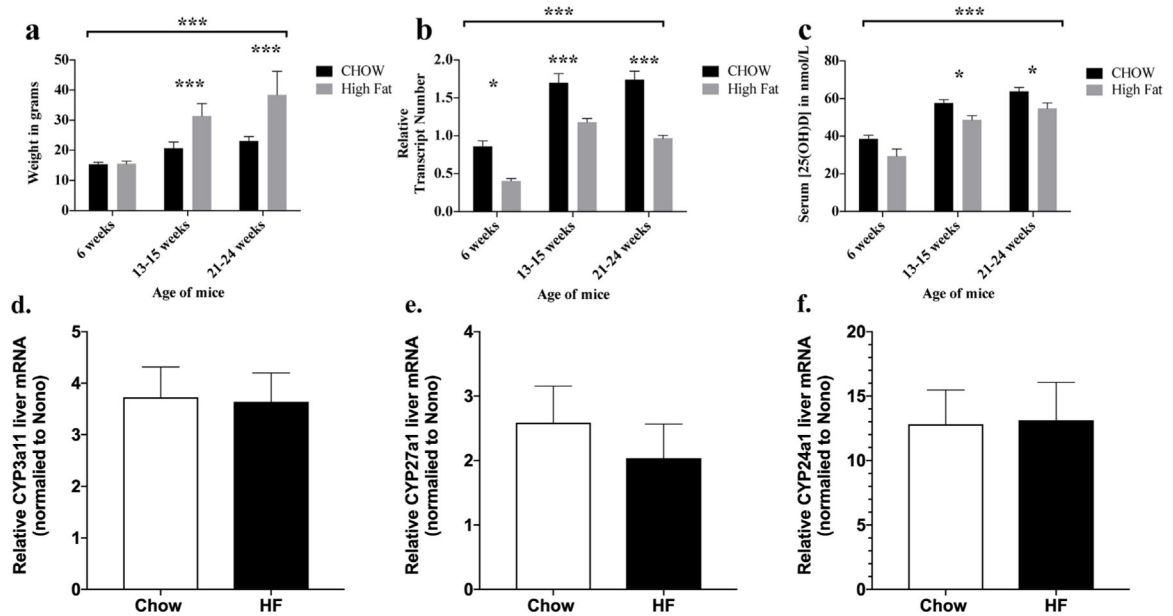 a
***
***
***
CHOW
High Fat
50
40
30
20
10
0
Weight in grams
6 weeks
13-15 weeks
21-24 weeks
Age of mice
b
***
*
***
***
CHOW
High Fat
2.0
1.5
1.0
0.5
0.0
Relative
Transcript Number
6 weeks
13-15 weeks
21-24 weeks
Age of mice
c
***
*
*
CHOW
High Fat
80
60
40
20
0
Serum [25(OH)D] in nmol/L
6 weeks
13-15 weeks
21-24 weeks
Age of mice
d.
5
4
3
2
1
0
Relative CYP3a11 liver mRNA
(normalied to Nono)
Chow
HF
e.
4
3
2
1
0
Relative CYP27a1 liver mRNA
(normalied to Nono)
Chow
HF
f.
20
15
10
5
0
Relative CYP24a1 liver mRNA
(normalied to Nono)
Chow
HF